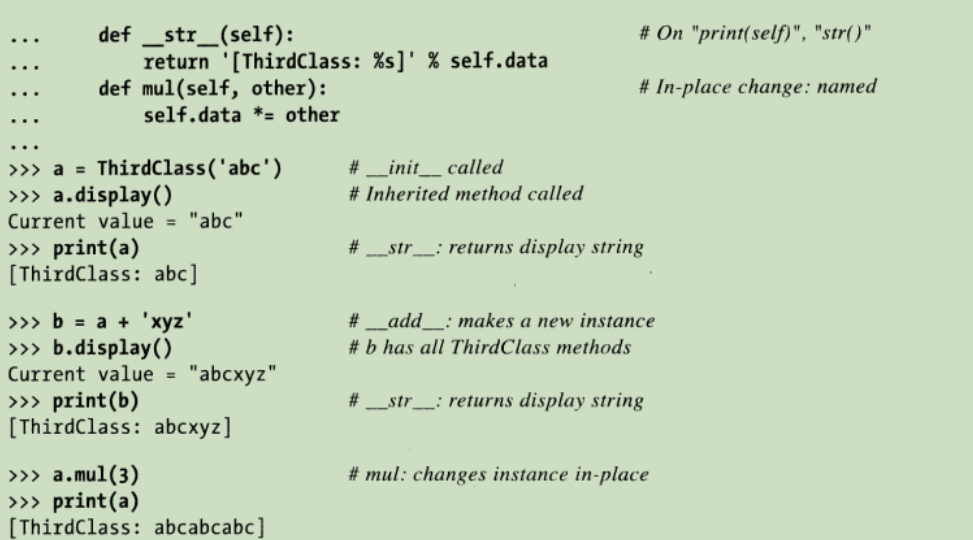 ...     def __str__(self):                      # On "print(self)", "str()"
...         return '[ThirdClass: %s]' % self.data
...     def mul(self, other):                   # In-place change: named
...         self.data *= other
...
>>> a = ThirdClass('abc')       # __init__ called
>>> a.display()                 # Inherited method called
Current value = "abc"
>>> print(a)                    # __str__: returns display string
[ThirdClass: abc]
>>> b = a + 'xyz'               # __add__: makes a new instance
>>> b.display()                 # b has all ThirdClass methods
Current value = "abcxyz"
>>> print(b)                    # __str__: returns display string
[ThirdClass: abcxyz]
>>> a.mul(3)                    # mul: changes instance in-place
>>> print(a)
[ThirdClass: abcabcabc]